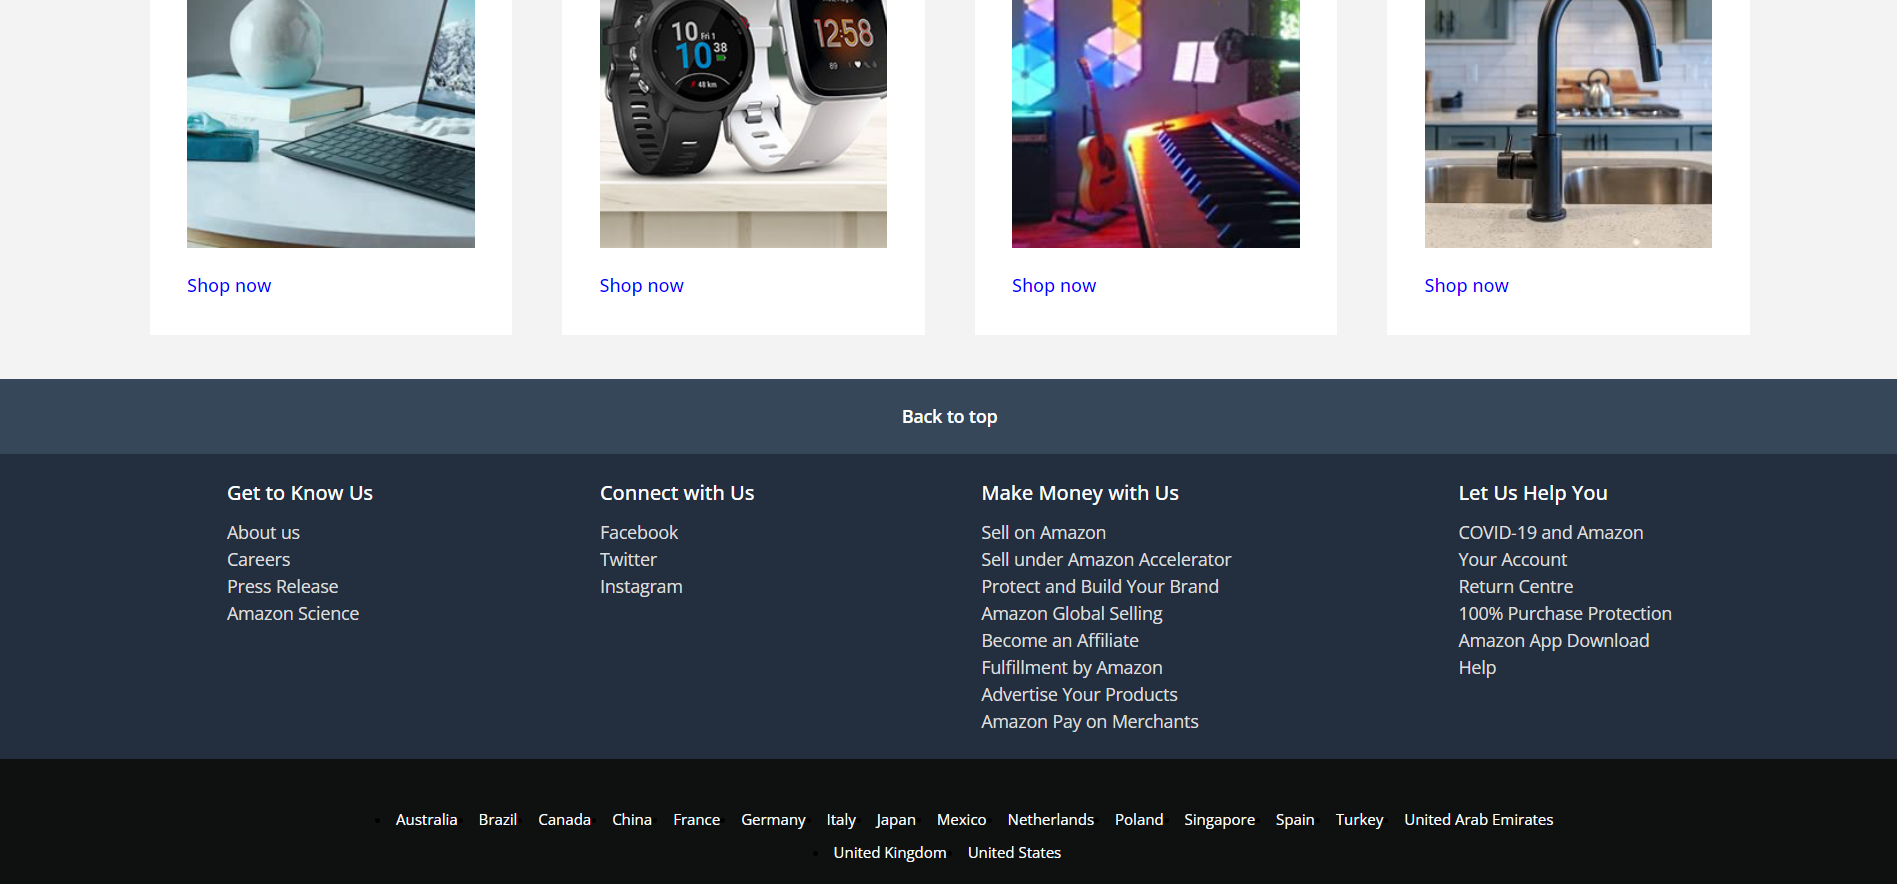 10 Fri 1
10 38
48 km
12:58
89
Shop now
Shop now
Shop now
Shop now
Back to top
Get to Know Us
About us
Careers
Press Release
Amazon Science
Connect with Us
Facebook
Twitter
Instagram
Make Money with Us
Sell on Amazon
Sell under Amazon Accelerator
Protect and Build Your Brand
Amazon Global Selling
Become an Affiliate
Fulfillment by Amazon
Advertise Your Products
Amazon Pay on Merchants
Let Us Help You
COVID-19 and Amazon
Your Account
Return Centre
100% Purchase Protection
Amazon App Download
Help
Australia Brazil Canada China France Germany Italy Japan Mexico Netherlands Poland Singapore Spain Turkey United Arab Emirates
United Kingdom United States